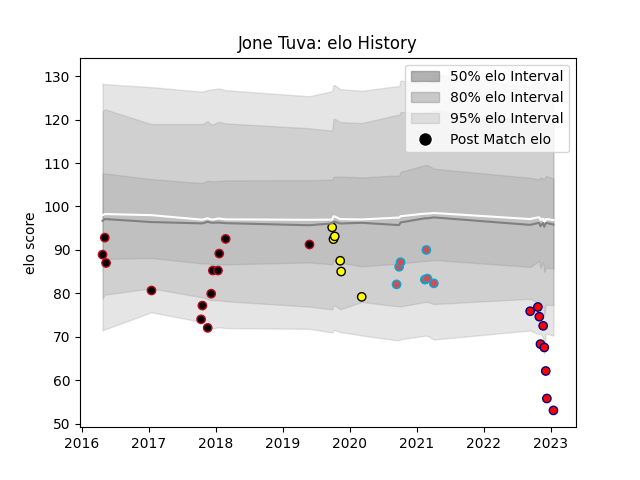 Jone Tuva: elo History
130
120
110
100
90
80
70
60
50
elo score
50% elo Interval
80% elo Interval
95% elo Interval
Post Match elo
2016 2017 2018 2019 2020 2021 2022 2023